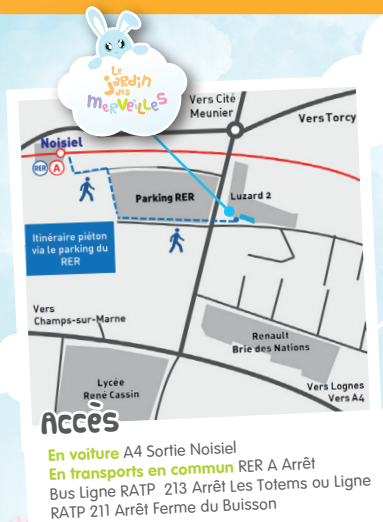 Le
jardin
des
merveilles
Vers Cité
Meunier
Vers Torcy
Noisiel
RER A
Parking RER
Luzard 2
Itinéraire piéton
via le parking du
RER
Vers
Champs-sur-Marne
Renault
Brie des Nations
Lycée
René Cassin
Vers Lognes
Vers A4
Accès
En voiture A4 Sortie Noisiel
En transports en commun RER A Arrêt
Bus Ligne RATP 213 Arrêt Les Totems ou Ligne
RATP 211 Arrêt Ferme du Buisson